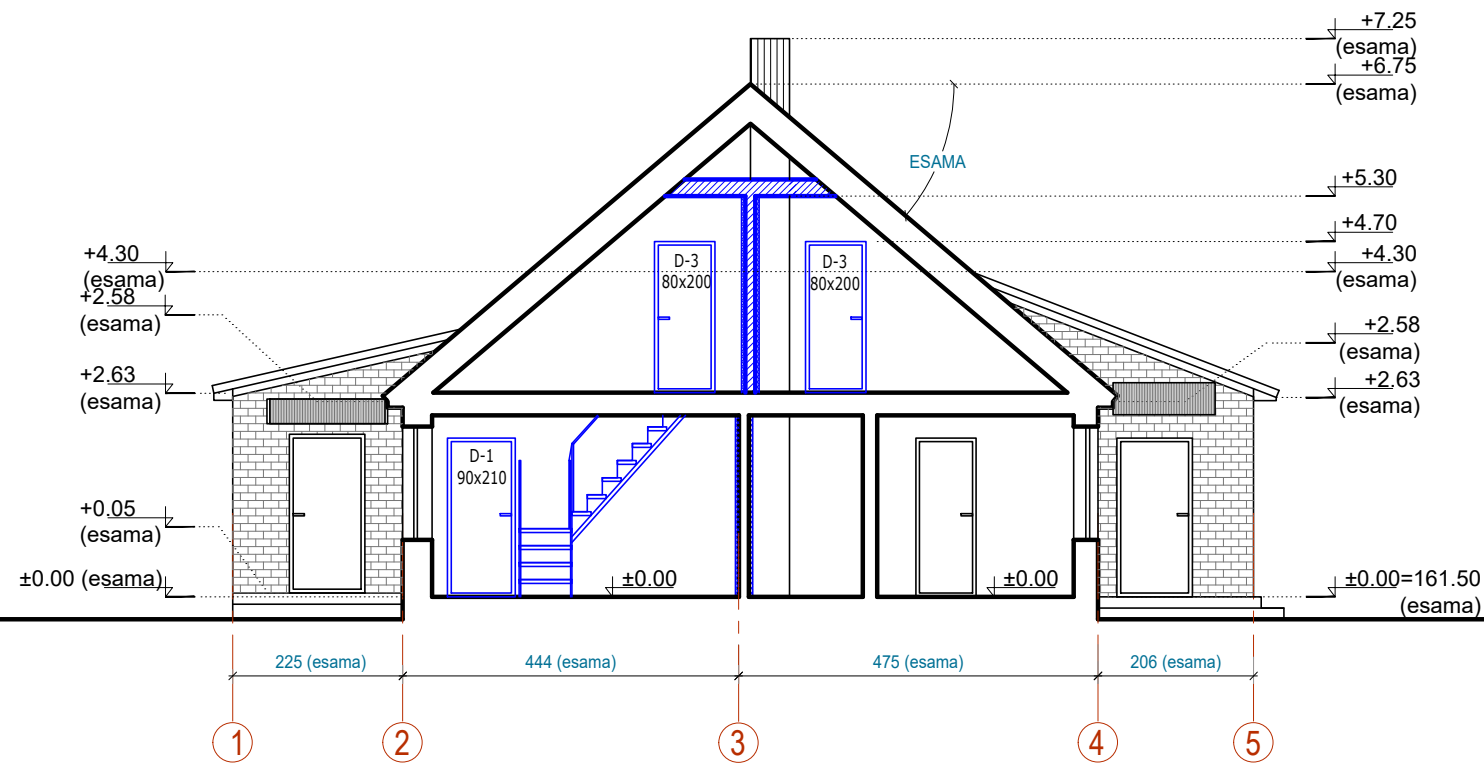 +7.25
(esama)
+6.75
(esama)
ESAMA
+5.30
+4.70
+4.30
(esama)
+4.30
(esama)
D-3
80x200
D-3
80x200
+2.58
(esama)
+2.58
(esama)
+2.63
(esama)
+2.63
(esama)
D-1
90x210
+0.05
(esama)
±0.00 (esama)
±0.00
±0.00
±0.00=161.50
(esama)
225 (esama)
444 (esama)
475 (esama)
206 (esama)
1
2
3
4
5